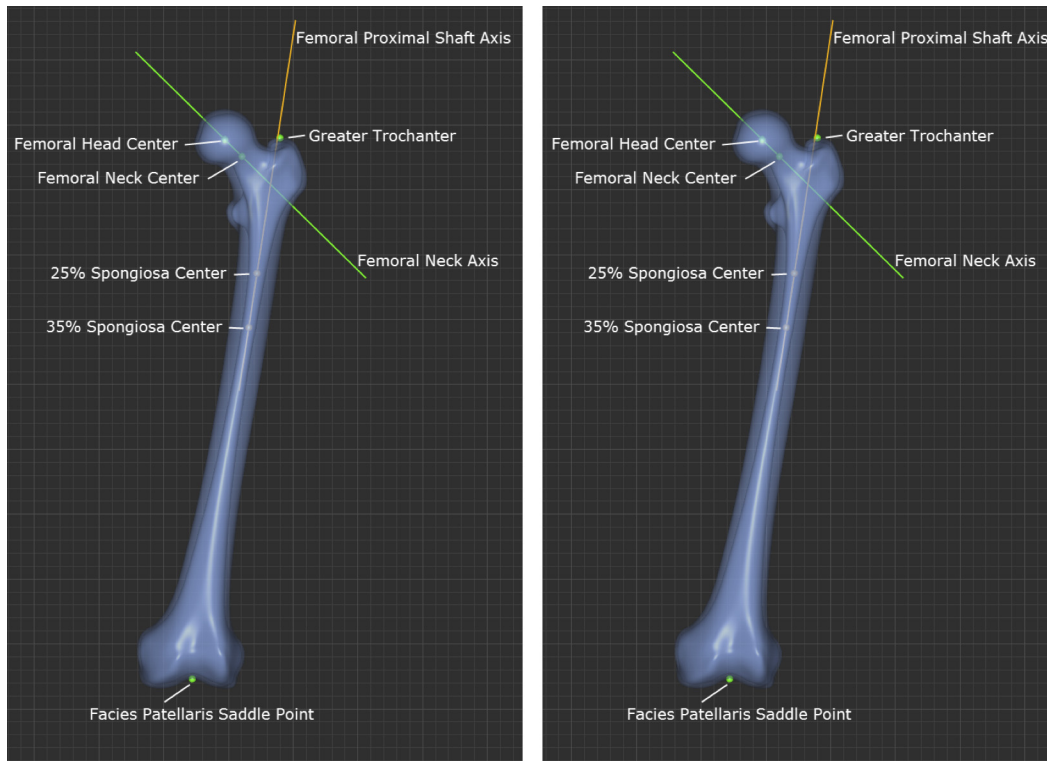 Femoral Proximal Shaft Axis
Greater Trochanter
Femoral Head Center
Femoral Neck Center
Femoral Neck Axis
25% Spongiosa Center
35% Spongiosa Center
Facies Patellaris Saddle Point
Femoral Proximal Shaft Axis
Greater Trochanter
Femoral Head Center
Femoral Neck Center
Femoral Neck Axis
25% Spongiosa Center
35% Spongiosa Center
Facies Patellaris Saddle Point